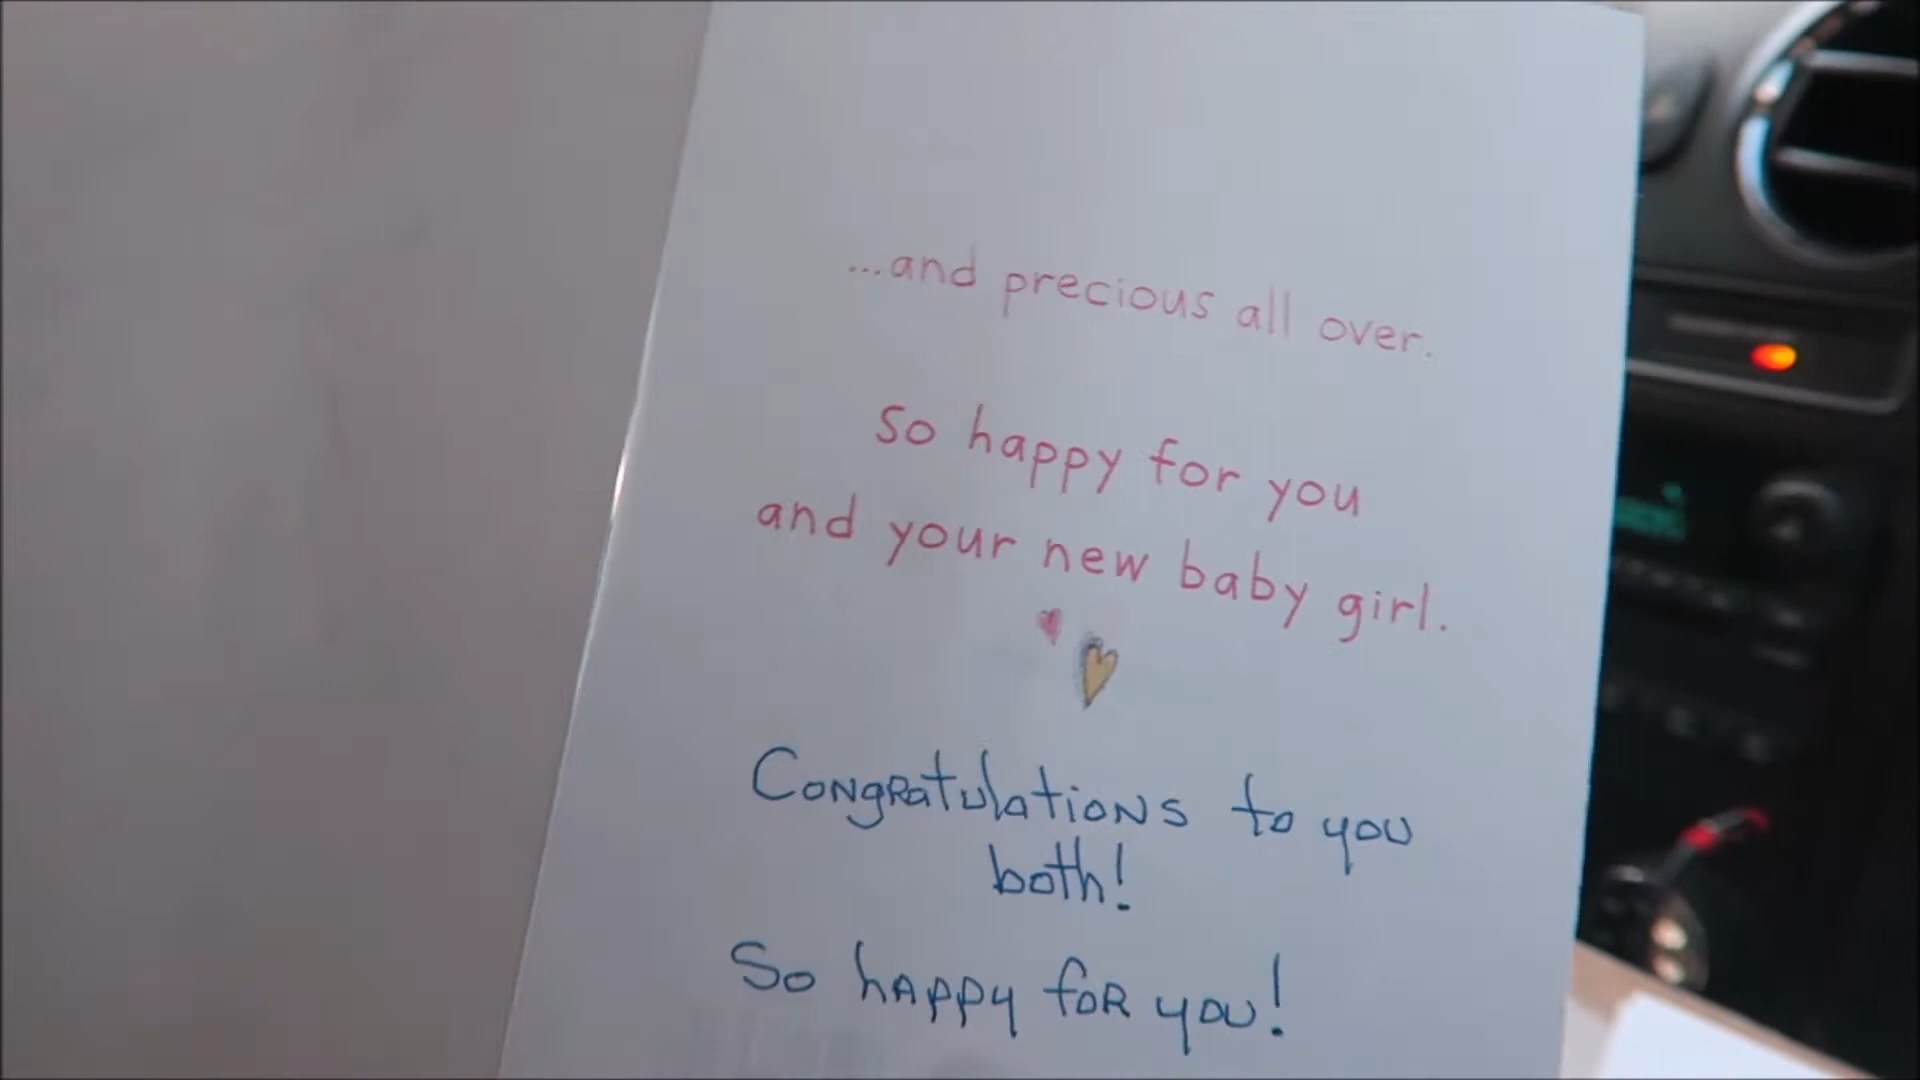 ...and precious all over.
So happy for you
and your new baby girl.
Congratulations to you
both!
So happy for you!